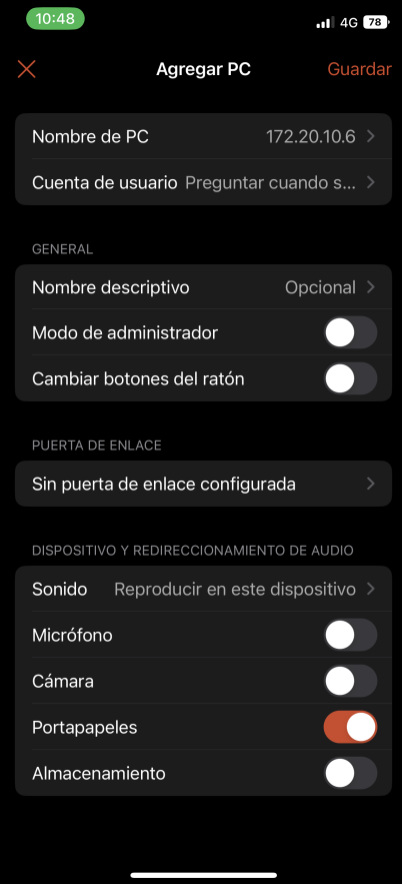 10:48
4G 78
Agregar PC
Guardar
Nombre de PC 172.20.10.6
Cuenta de usuario Preguntar cuando s...
GENERAL
Nombre descriptivo Opcional
Modo de administrador
Cambiar botones del ratón
PUERTA DE ENLACE
Sin puerta de enlace configurada
DISPOSITIVO Y REDIRECCIONAMIENTO DE AUDIO
Sonido Reproducir en este dispositivo
Micrófono
Cámara
Portapapeles
Almacenamiento